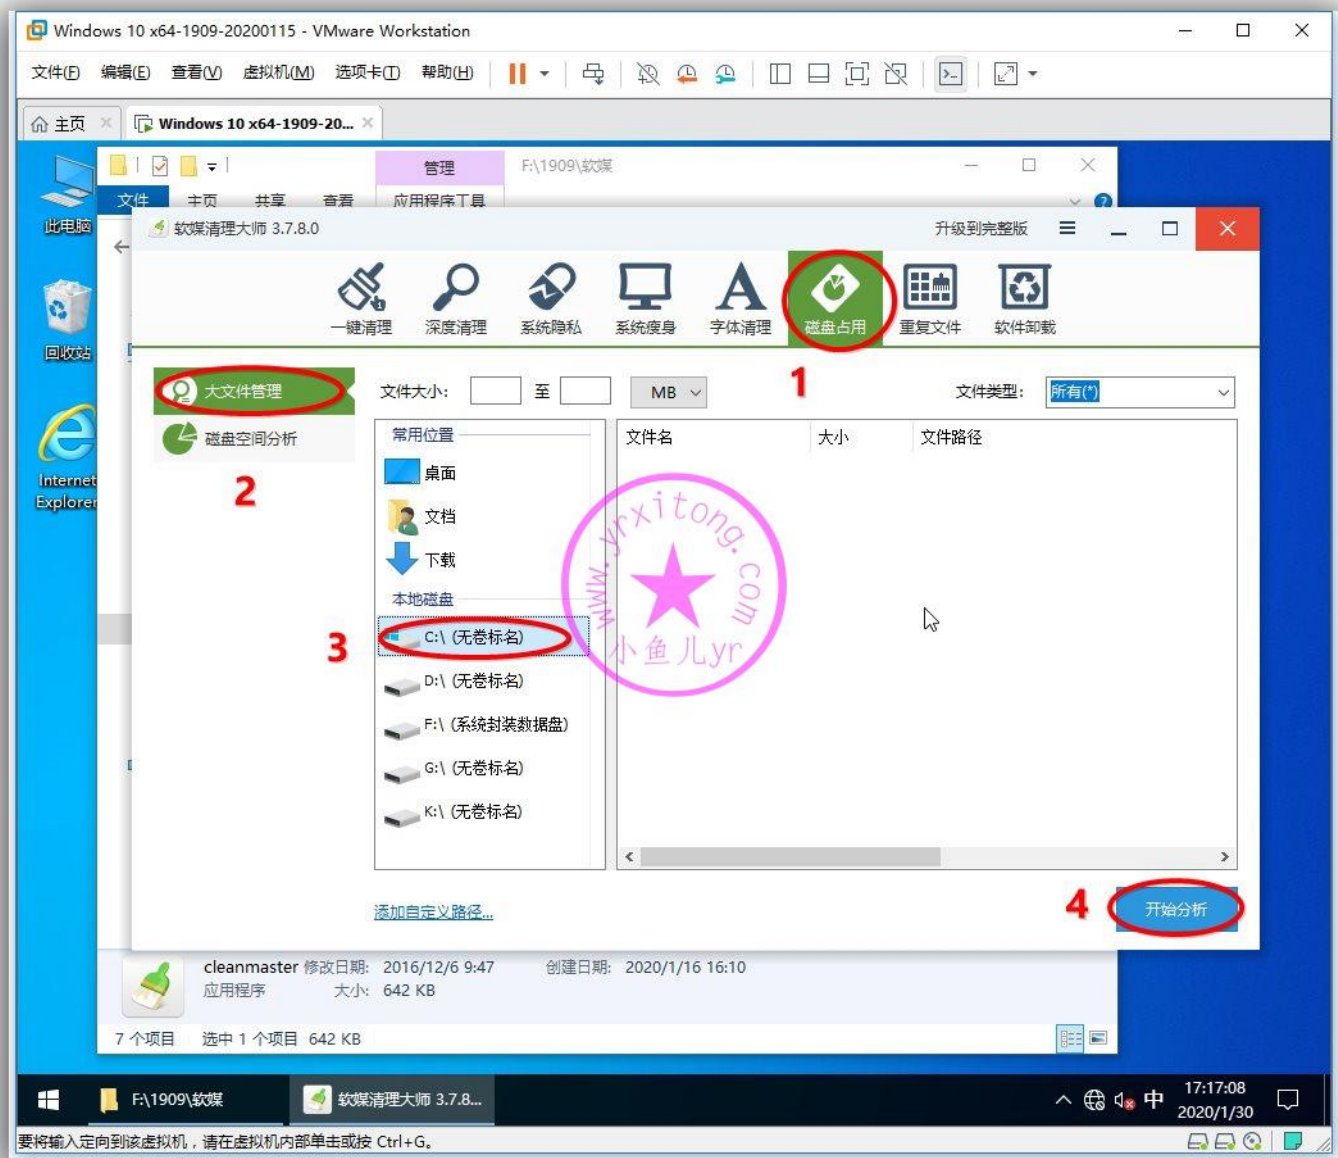 Windows 10 x64-1909-20200115 - VMware Workstation
文件(F) 编辑(E) 查看(V) 虚拟机(M) 选项卡(T) 帮助(H)
主页 Windows 10 x64-1909-20...
管理 F:\1909\软媒
文件 主页 共享 查看 应用程序工具
此电脑
回收站
Internet
Explorer
软媒清理大师 3.7.8.0 升级到完整版
一键清理 深度清理 系统隐私 系统瘦身 字体清理 磁盘占用 重复文件 软件卸载
1
大文件管理
磁盘空间分析
2
文件大小: 至 MB 文件类型: 所有(*)
常用位置 文件名 大小 文件路径
桌面
文档
下载
本地磁盘
3 C:\ (无卷标名)
D:\ (无卷标名)
F:\ (系统封装数据盘)
G:\ (无卷标名)
K:\ (无卷标名)
www.yrxitong.com
小鱼儿yr
添加自定义路径...
4 开始分析
cleanmaster 修改日期: 2016/12/6 9:47 创建日期: 2020/1/16 16:10
应用程序 大小: 642 KB
7 个项目 选中 1 个项目 642 KB
F:\1909\软媒 软媒清理大师 3.7.8... 中 17:17:08
2020/1/30
要将输入定向到该虚拟机，请在虚拟机内部单击或按 Ctrl+G。